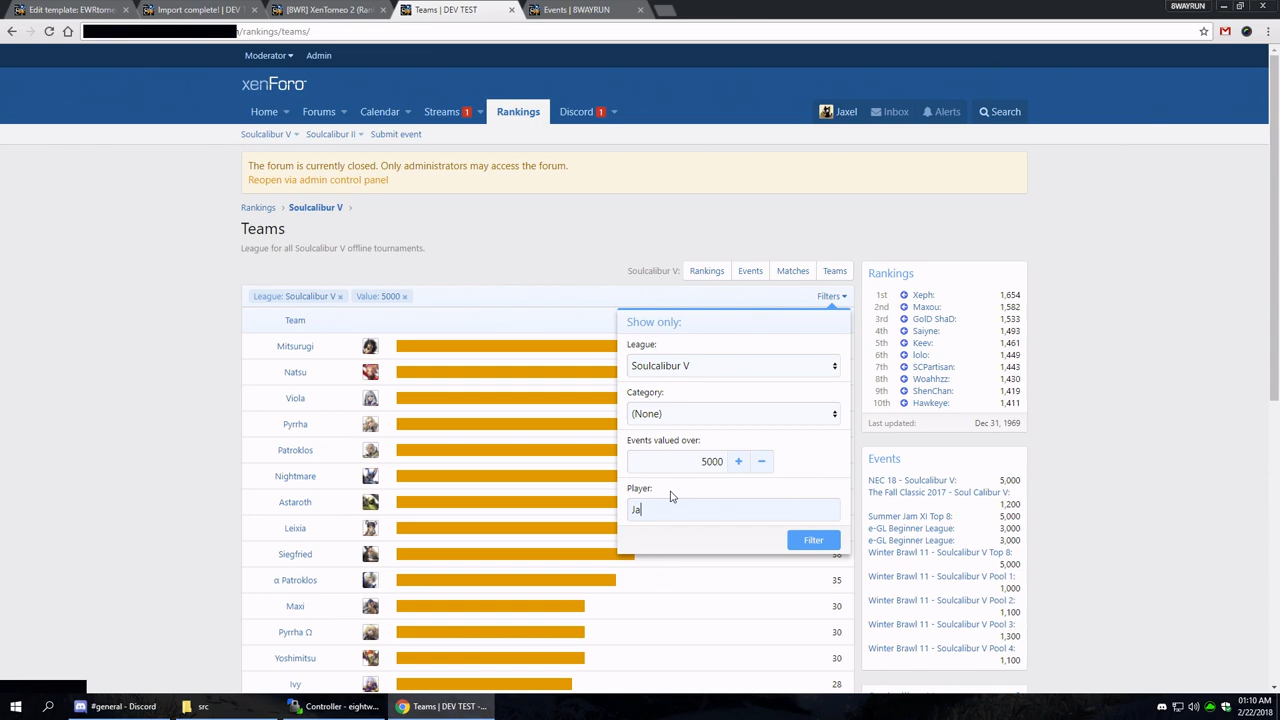 Edit template: EWRtorneo
Import complete! | DEV T
[8WR] XenTorneo 2 (Rank
Teams | DEV TEST
Events | 8WAYRUN
8WAYRUN
/rankings/teams/
Moderator
Admin
xenForo
Home
Forums
Calendar
Streams 1
Rankings
Discord 1
Jaxel
Inbox
Alerts
Search
Soulcalibur V
Soulcalibur II
Submit event
The forum is currently closed. Only administrators may access the forum.
Reopen via admin control panel
Rankings
Soulcalibur V
Teams
League for all Soulcalibur V offline tournaments.
Soulcalibur V:
Rankings
Events
Matches
Teams
League: Soulcalibur V ×
Value: 5000 ×
Filters
Team
Mitsurugi
Natsu
Viola
Pyrrha
Patroklos
Nightmare
Astaroth
Leixia
Siegfried
α Patroklos 35
Maxi 30
Pyrrha Ω 30
Yoshimitsu 30
Ivy 28
Show only:
League:
Soulcalibur V
Category:
(None)
Events valued over:
5000 + −
Player:
Ja
Filter
Rankings
1st Xeph: 1,654
2nd Maxou: 1,582
3rd GolD ShaD: 1,533
4th Saiyne: 1,493
5th Keev: 1,461
6th lolo: 1,449
7th SCPartisan: 1,443
8th Woahhzz: 1,430
9th ShenChan: 1,419
10th Hawkeye: 1,411
Last updated: Dec 31, 1969
Events
NEC 18 - Soulcalibur V: 5,000
The Fall Classic 2017 - Soul Calibur V:
1,200
Summer Jam XI Top 8: 5,000
e-GL Beginner League: 3,000
e-GL Beginner League: 3,000
Winter Brawl 11 - Soulcalibur V Top 8:
5,000
Winter Brawl 11 - Soulcalibur V Pool 1:
1,000
Winter Brawl 11 - Soulcalibur V Pool 2:
1,100
Winter Brawl 11 - Soulcalibur V Pool 3:
1,300
Winter Brawl 11 - Soulcalibur V Pool 4:
1,100
#general - Discord
src
Controller - eightw...
Teams | DEV TEST -...
01:10 AM
2/22/2018